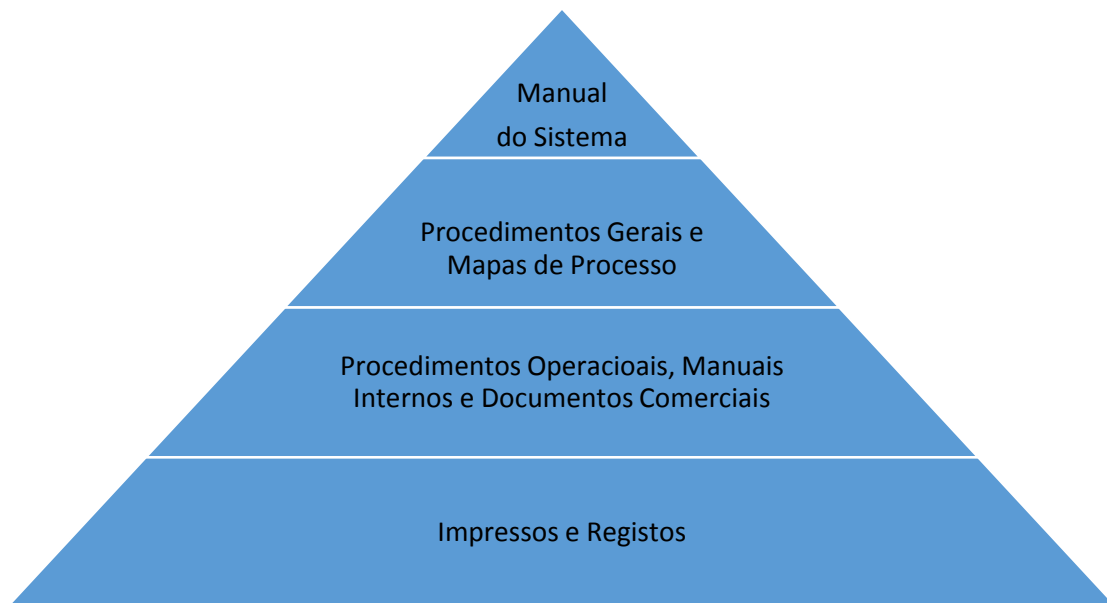 Manual
do Sistema
Procedimentos Gerais e
Mapas de Processo
Procedimentos Operacioais, Manuais
Internos e Documentos Comerciais
Impressos e Registos